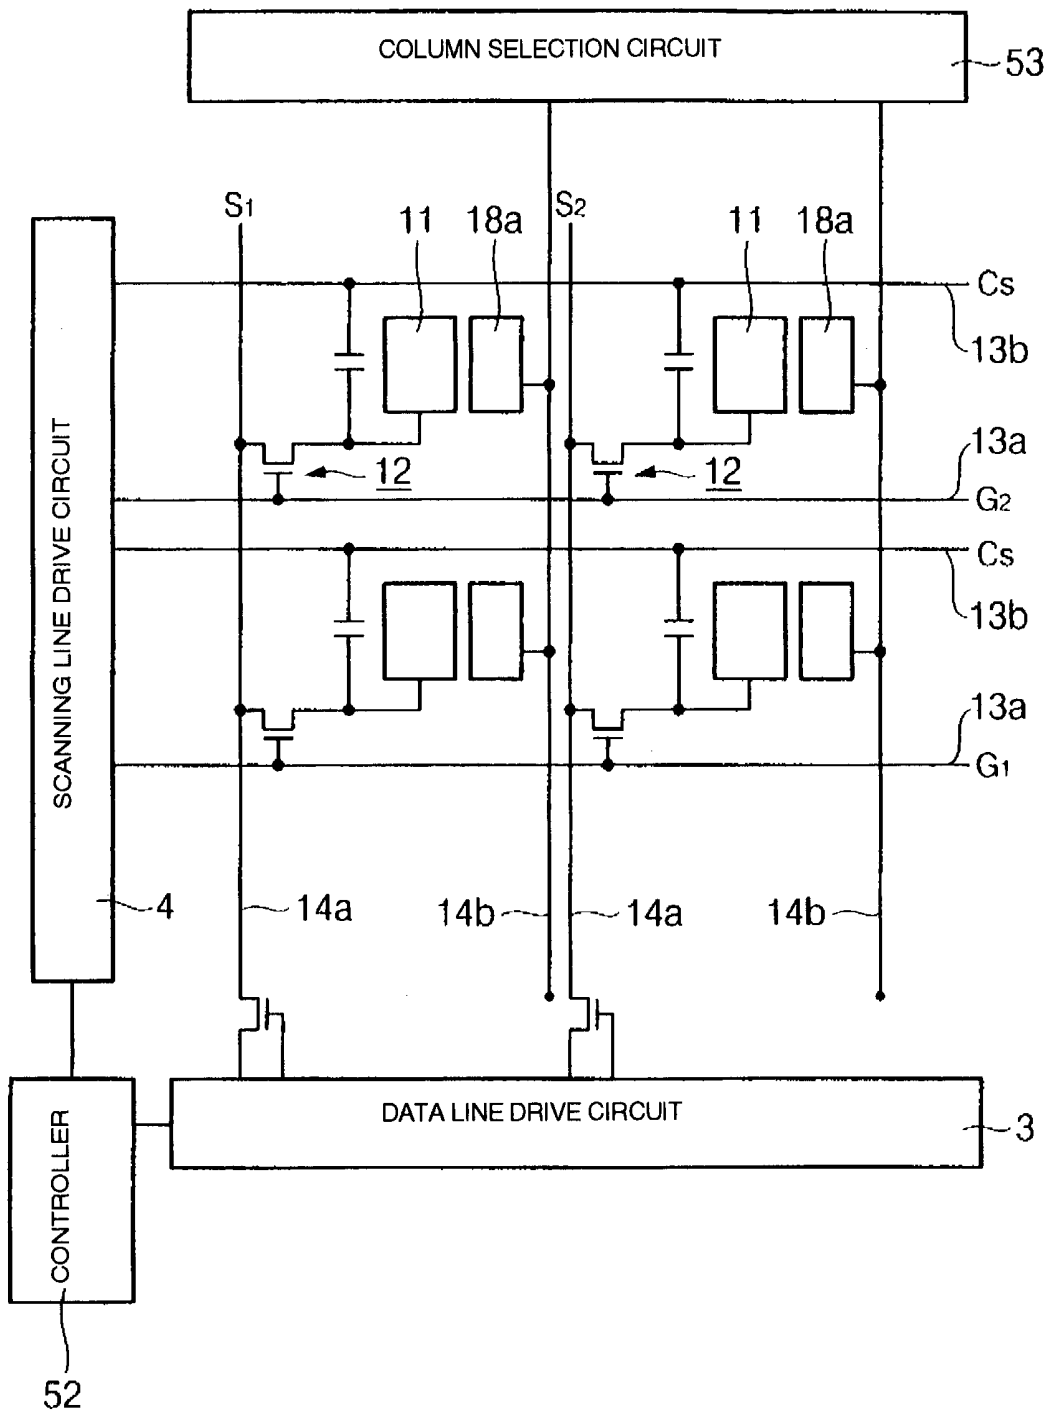 COLUMN SELECTION CIRCUIT
53
S1
11
18a
S2
11
18a
Cs
13b
13a
12
12
G2
Cs
13b
13a
G1
SCANNING LINE DRIVE CIRCUIT
4
14a
14b
14a
14b
DATA LINE DRIVE CIRCUIT
3
CONTROLLER
52